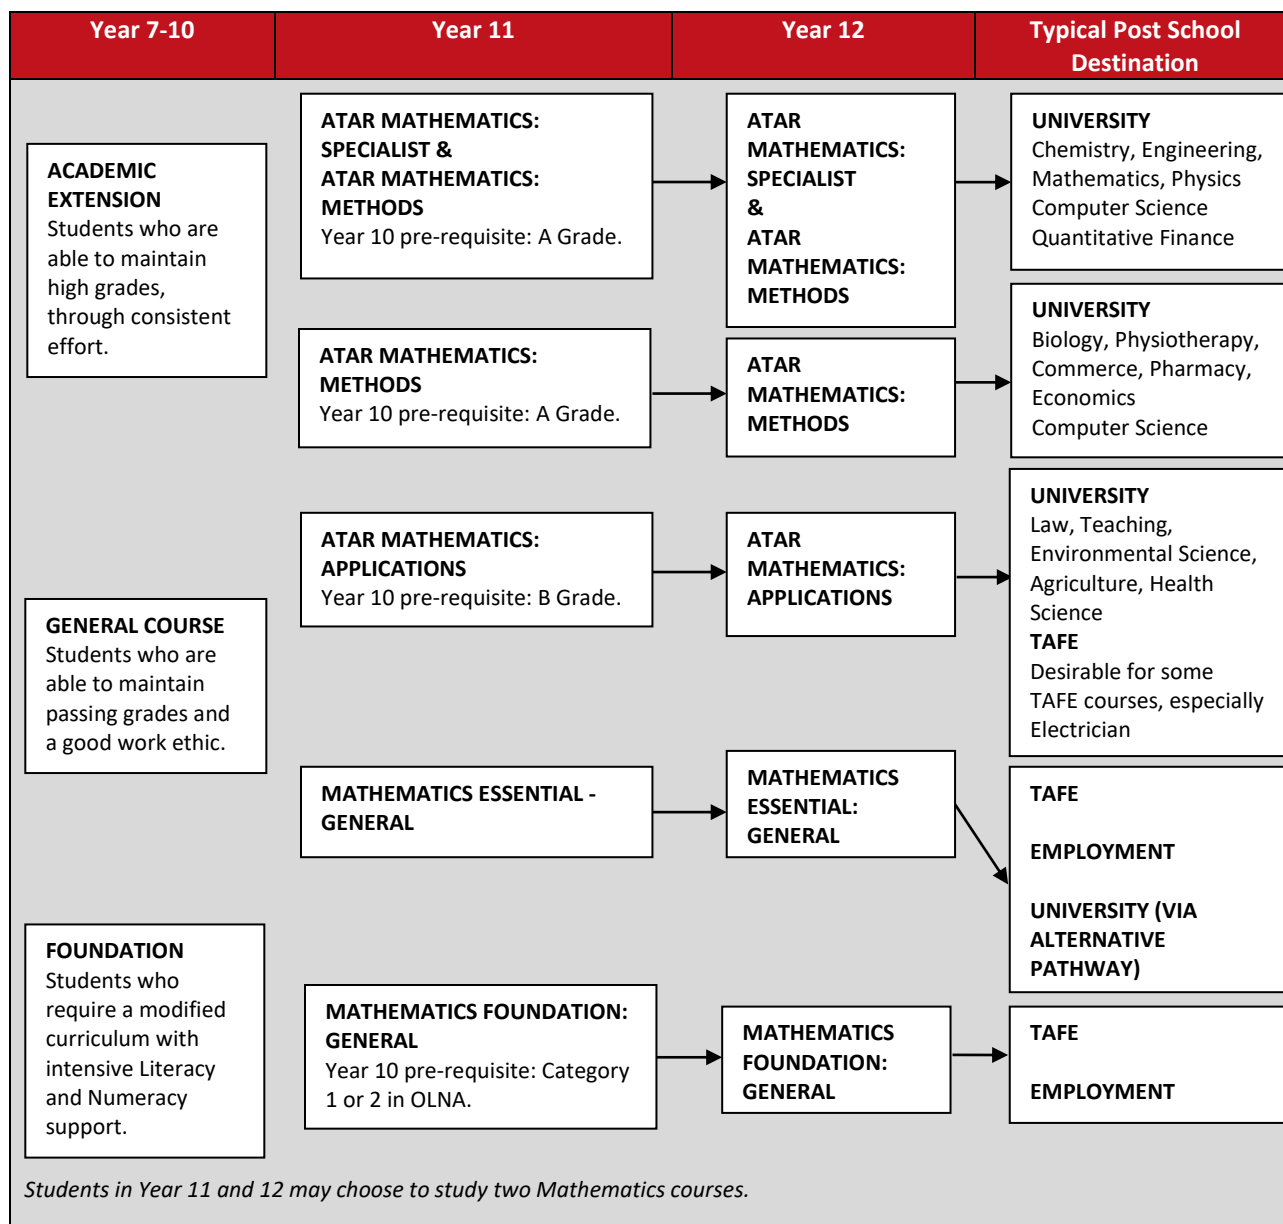 Year 7-10
Year 11
Year 12
Typical Post School
Destination
ACADEMIC
EXTENSION
Students who are
able to maintain
high grades,
through consistent
effort.
ATAR MATHEMATICS:
SPECIALIST &
ATAR MATHEMATICS:
METHODS
Year 10 pre-requisite: A Grade.
ATAR
MATHEMATICS:
SPECIALIST
&
ATAR
MATHEMATICS:
METHODS
UNIVERSITY
Chemistry, Engineering,
Mathematics, Physics
Computer Science
Quantitative Finance
ATAR MATHEMATICS:
METHODS
Year 10 pre-requisite: A Grade.
ATAR
MATHEMATICS:
METHODS
UNIVERSITY
Biology, Physiotherapy,
Commerce, Pharmacy,
Economics
Computer Science
GENERAL COURSE
Students who are
able to maintain
passing grades and
a good work ethic.
ATAR MATHEMATICS:
APPLICATIONS
Year 10 pre-requisite: B Grade.
ATAR
MATHEMATICS:
APPLICATIONS
UNIVERSITY
Law, Teaching,
Environmental Science,
Agriculture, Health
Science
TAFE
Desirable for some
TAFE courses, especially
Electrician
MATHEMATICS ESSENTIAL -
GENERAL
MATHEMATICS
ESSENTIAL:
GENERAL
TAFE
EMPLOYMENT
UNIVERSITY (VIA
ALTERNATIVE
PATHWAY)
FOUNDATION
Students who
require a modified
curriculum with
intensive Literacy
and Numeracy
support.
MATHEMATICS FOUNDATION:
GENERAL
Year 10 pre-requisite: Category
1 or 2 in OLNA.
MATHEMATICS
FOUNDATION:
GENERAL
TAFE
EMPLOYMENT
Students in Year 11 and 12 may choose to study two Mathematics courses.